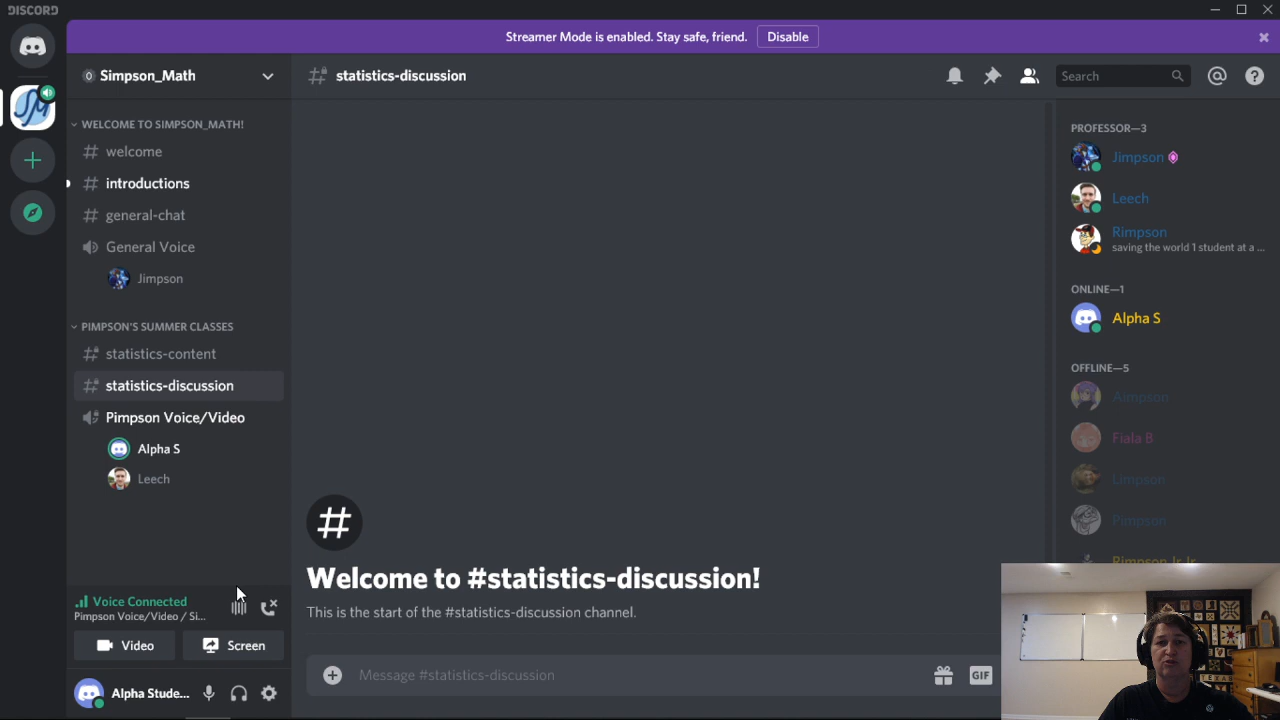 DISCORD
Streamer Mode is enabled. Stay safe, friend.
Disable
Simpson_Math
statistics-discussion
Search
WELCOME TO SIMPSON_MATH!
welcome
introductions
general-chat
General Voice
Jimpson
PIMPSON'S SUMMER CLASSES
statistics-content
statistics-discussion
Pimpson Voice/Video
Alpha S
Leech
Voice Connected
Pimpson Voice/Video / Si...
Video
Screen
Alpha Stude...
Welcome to #statistics-discussion!
This is the start of the #statistics-discussion channel.
Message #statistics-discussion
GIF
PROFESSOR—3
Jimpson
Leech
Rimpson
saving the world 1 student at a ...
ONLINE—1
Alpha S
OFFLINE—5
Aimpson
Fiala B
Limpson
Pimpson
Rimpson Jr Jr